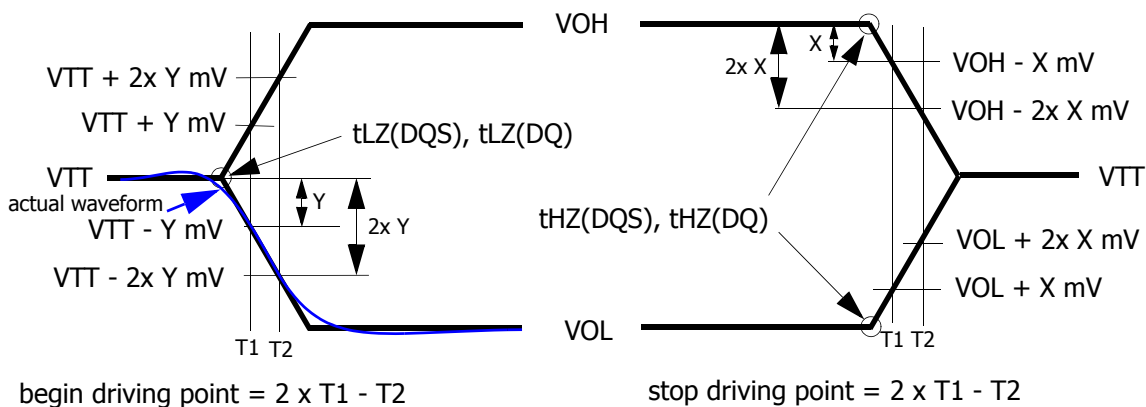 VOH
VTT + 2x Y mV
VTT + Y mV
tLZ(DQS), tLZ(DQ)
VTT
actual waveform
VTT - Y mV
VTT - 2x Y mV
Y
2x Y
T1 T2
VOL
begin driving point = 2 x T1 - T2
X
2x X
VOH - X mV
VOH - 2x X mV
VTT
tHZ(DQS), tHZ(DQ)
VOL + 2x X mV
VOL + X mV
T1 T2
stop driving point = 2 x T1 - T2